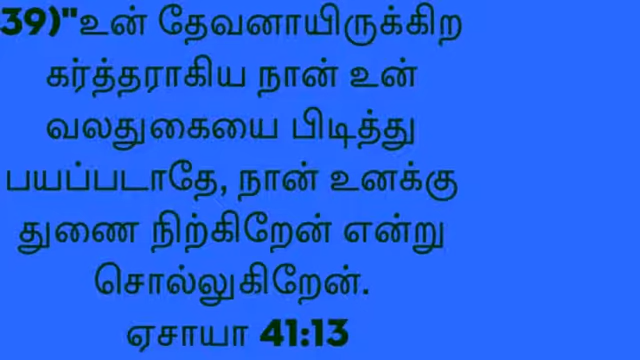 39)"உன் தேவனாயிருக்கிற
கர்த்தராகிய நான் உன்
வலதுகையை பிடித்து
பயப்படாதே, நான் உனக்கு
துணை நிற்கிறேன் என்று
சொல்லுகிறேன்.
ஏசாயா 41:13